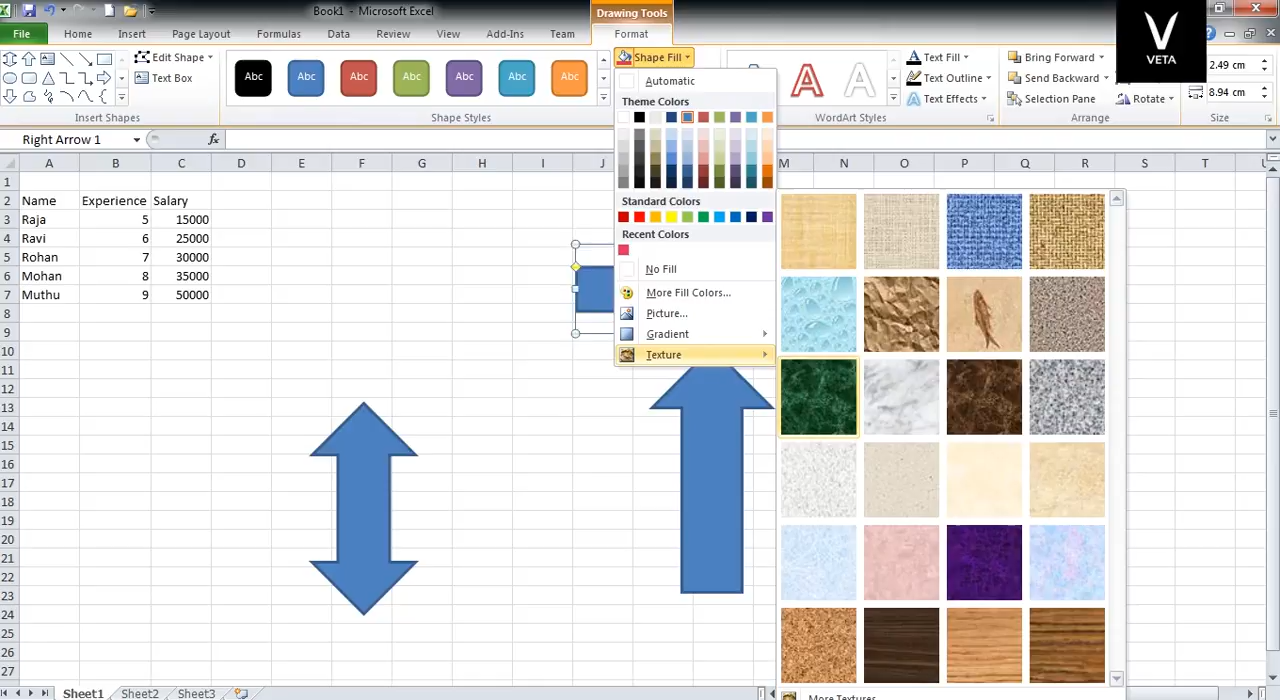 Book1 - Microsoft Excel
Drawing Tools
File Home Insert Page Layout Formulas Data Review View Add-Ins Team Format
VETA
Edit Shape
Text Box
Insert Shapes
Abc Abc Abc Abc Abc Abc Abc
Shape Styles
Shape Fill
Text Fill
Text Outline
Text Effects
WordArt Styles
Bring Forward
Send Backward
Selection Pane
Rotate
Arrange
2.49 cm
8.94 cm
Size
Right Arrow 1
fx
A B C D E F G H I J M N O P Q R S T
1
2 Name Experience Salary
3 Raja 5 15000
4 Ravi 6 25000
5 Rohan 7 30000
6 Mohan 8 35000
7 Muthu 9 50000
8
9
10
11
12
13
14
15
16
17
18
19
20
21
22
23
24
25
26
27
Automatic
Theme Colors
Standard Colors
Recent Colors
No Fill
More Fill Colors...
Picture...
Gradient
Texture
More Textures
Sheet1 Sheet2 Sheet3